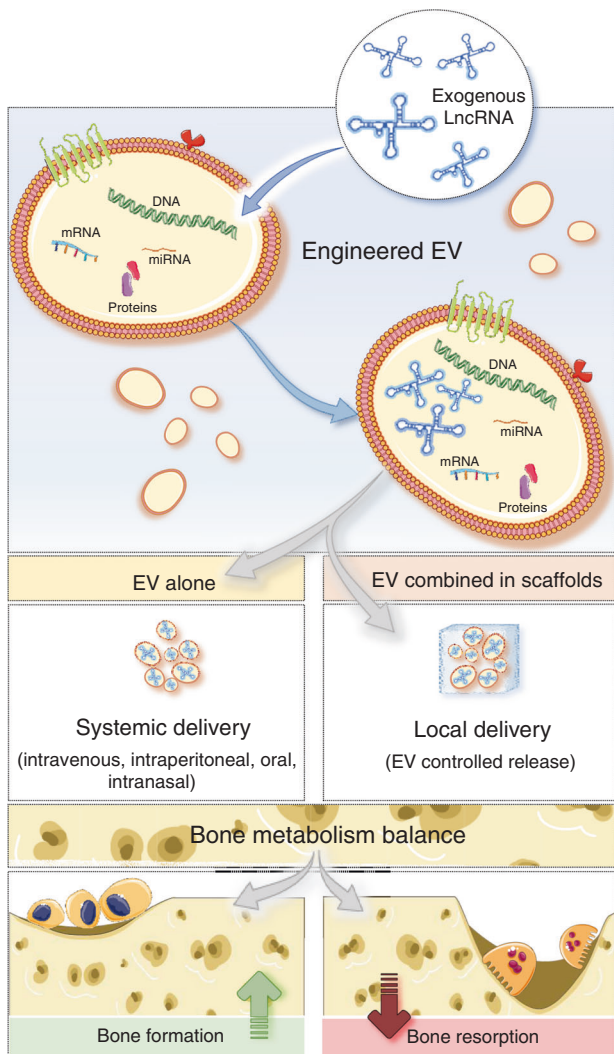 Exogenous
LncRNA
DNA
mRNA
miRNA
Proteins
Engineered EV
DNA
miRNA
mRNA
Proteins
EV alone
EV combined in scaffolds
Systemic delivery
(intravenous, intraperitoneal, oral,
intranasal)
Local delivery
(EV controlled release)
Bone metabolism balance
Bone formation
Bone resorption